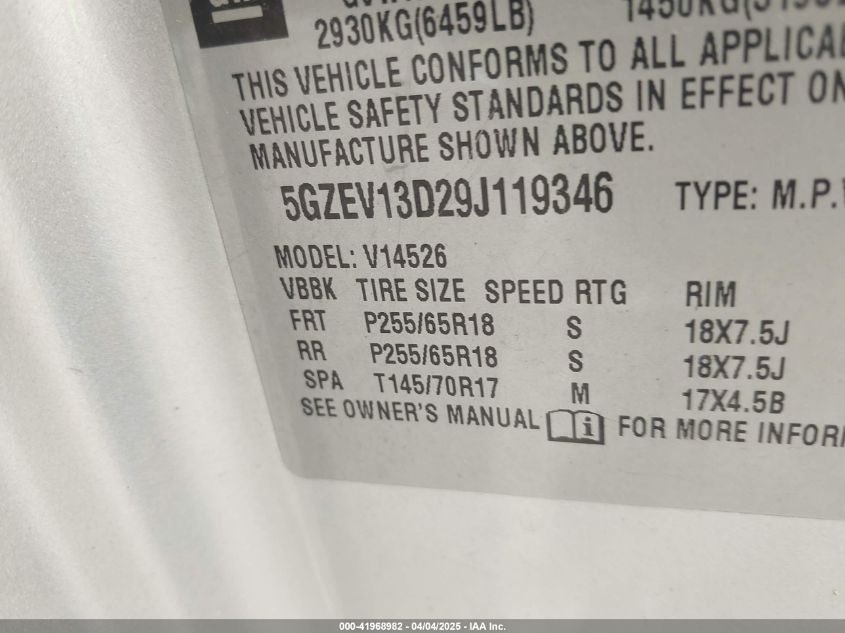 2930KG(6459LB)
THIS VEHICLE CONFORMS TO ALL
VEHICLE SAFETY STANDARDS IN EFFECT ON
MANUFACTURE SHOWN ABOVE.
5GZEV13D29J119346 TYPE: M.P.V
MODEL: V14526
VBBK TIRE SIZE SPEED RTG RIM
FRT P255/65R18 S 18X7.5J
RR P255/65R18 S 18X7.5J
SPA T145/70R17 M 17X4.5B
SEE OWNER'S MANUAL i FOR MORE
000-41968982 - 04/04/2025 - IAA Inc.